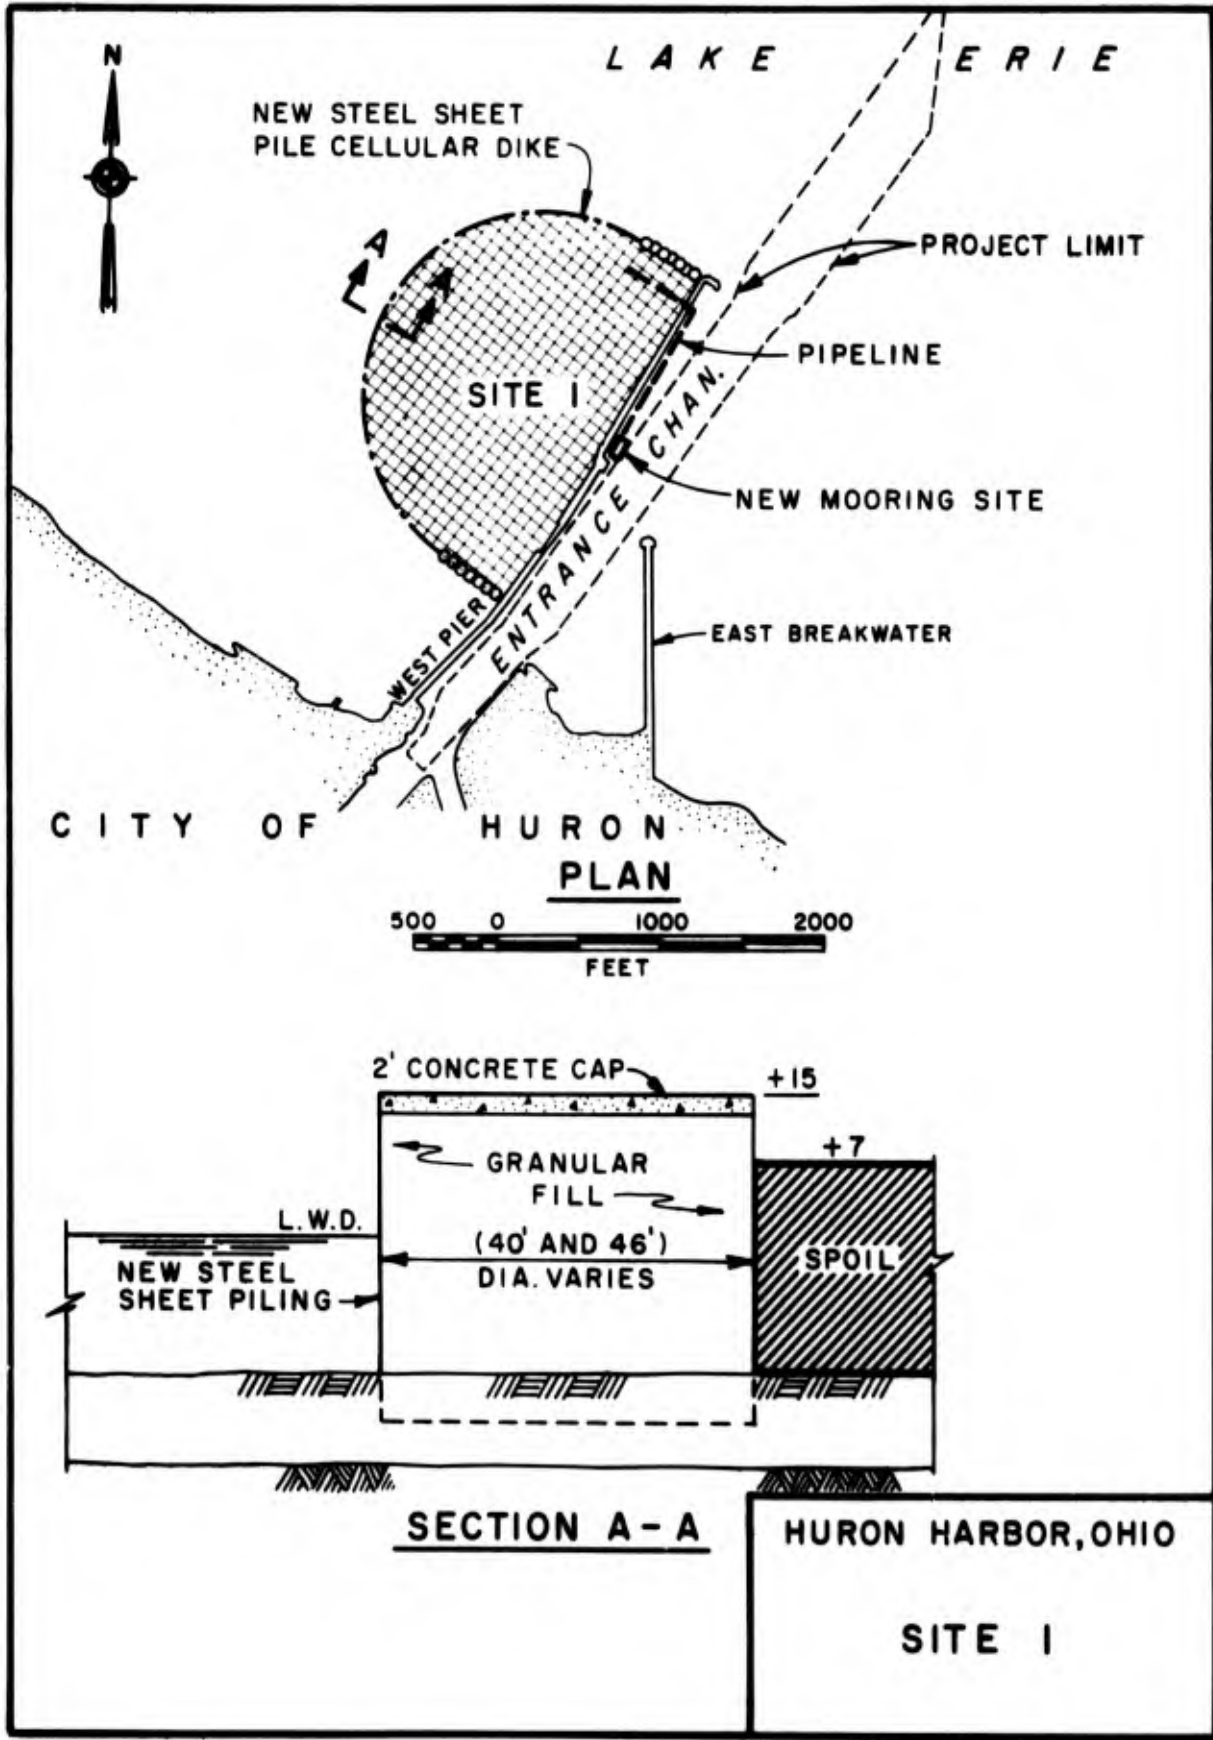 N
LAKE ERIE
NEW STEEL SHEET
PILE CELLULAR DIKE
A
A
PROJECT LIMIT
PIPELINE
SITE 1
ENTRANCE CHAN.
NEW MOORING SITE
WEST PIER
EAST BREAKWATER
CITY OF HURON
PLAN
500 0 1000 2000
FEET
2' CONCRETE CAP
+15
+7
GRANULAR
FILL
L.W.D.
(40' AND 46')
DIA. VARIES
SPOIL
NEW STEEL
SHEET PILING
SECTION A-A
HURON HARBOR, OHIO
SITE 1